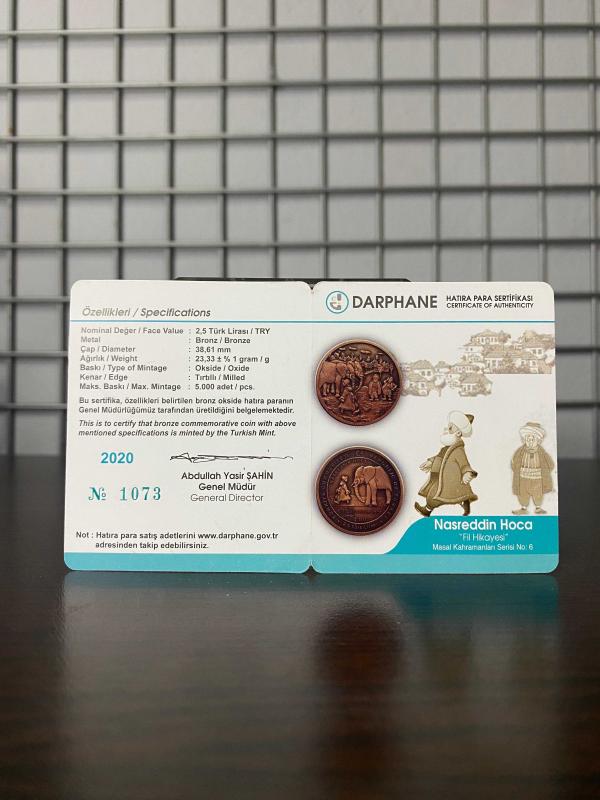 Özellikleri / Specifications
Nominal Değer / Face Value : 2,5 Türk Lirası / TRY
Metal : Bronz / Bronze
Çap / Diameter : 38,61 mm
Ağırlık / Weight : 23,33 ± % 1 gram / g
Baskı / Type of Mintage : Okside / Oxide
Kenar / Edge : Tırtıllı / Milled
Maks. Baskı / Max. Mintage : 5.000 adet / pcs.
Bu sertifika, özellikleri belirtilen bronz okside hatıra paranın
Genel Müdürlüğümüz tarafından üretildiğini belgelemektedir.
This is to certify that bronze commemorative coin with above
mentioned specifications is minted by the Turkish Mint.
2020
№ 1073
Abdullah Yasir ŞAHİN
Genel Müdür
General Director
Not : Hatıra para satış adetlerini www.darphane.gov.tr
adresinden takip edebilirsiniz.
DARPHANE
HATIRA PARA SERTİFİKASI
CERTIFICATE OF AUTHENTICITY
Nasreddin Hoca
"Fil Hikayesi"
Masal Kahramanları Serisi No: 6